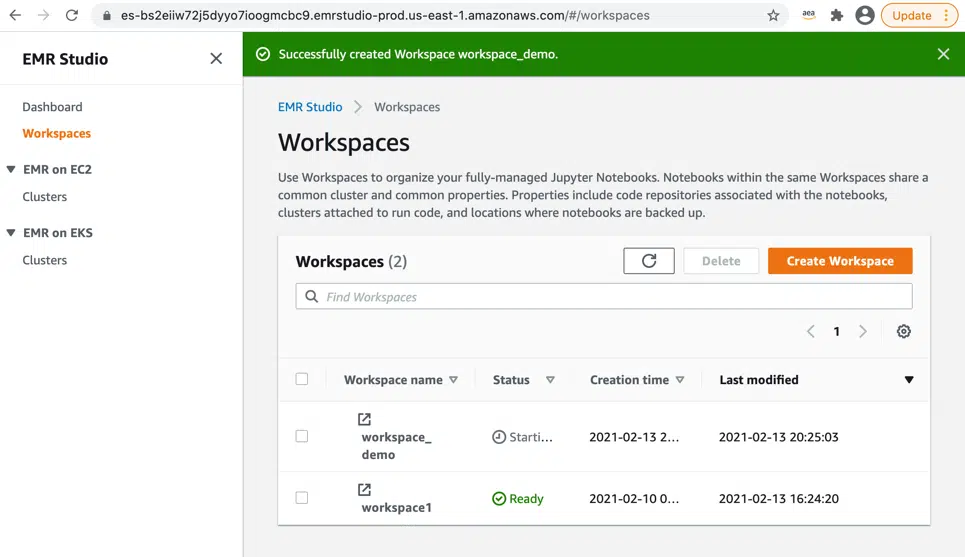 es-bs2eiiw72j5dyyo7ioogmcbc9.emrstudio-prod.us-east-1.amazonaws.com/#/workspaces
aea
Update
EMR Studio
Successfully created Workspace workspace_demo.
Dashboard
Workspaces
EMR on EC2
Clusters
EMR on EKS
Clusters
EMR Studio > Workspaces
Workspaces
Use Workspaces to organize your fully-managed Jupyter Notebooks. Notebooks within the same Workspaces share a
common cluster and common properties. Properties include code repositories associated with the notebooks,
clusters attached to run code, and locations where notebooks are backed up.
Workspaces (2)
Delete
Create Workspace
Find Workspaces
1
Workspace name Status Creation time Last modified
workspace_
demo
Starti... 2021-02-13 2... 2021-02-13 20:25:03
workspace1 Ready 2021-02-10 0... 2021-02-13 16:24:20